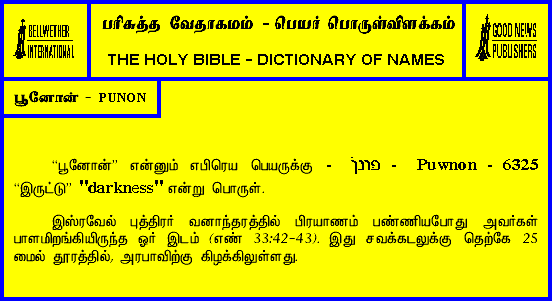 BELLWETHER
INTERNATIONAL
பரிசுத்த வேதாகமம் - பெயர் பொருள்விளக்கம்
THE HOLY BIBLE - DICTIONARY OF NAMES
GOOD NEWS
PUBLISHERS
பூனோன் - PUNON
“பூனோன்” என்னும் எபிரெய பெயருக்கு - פּוּנֹן - Puwnon - 6325
“இருட்டு” "darkness" என்று பொருள்.
இஸ்ரவேல் புத்திரர் வனாந்தரத்தில் பிரயாணம் பண்ணியபோது அவர்கள்
பாளமிறங்கியிருந்த ஓர் இடம் (எண் 33:42-43). இது சவக்கடலுக்கு தெற்கே 25
மைல் தூரத்தில், அரபாவிற்கு கிழக்கிலுள்ளது.